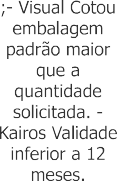 ;- Visual Cotou
embalagem
padrão maior
que a
quantidade
solicitada. -
Kairos Validade
inferior a 12
meses.